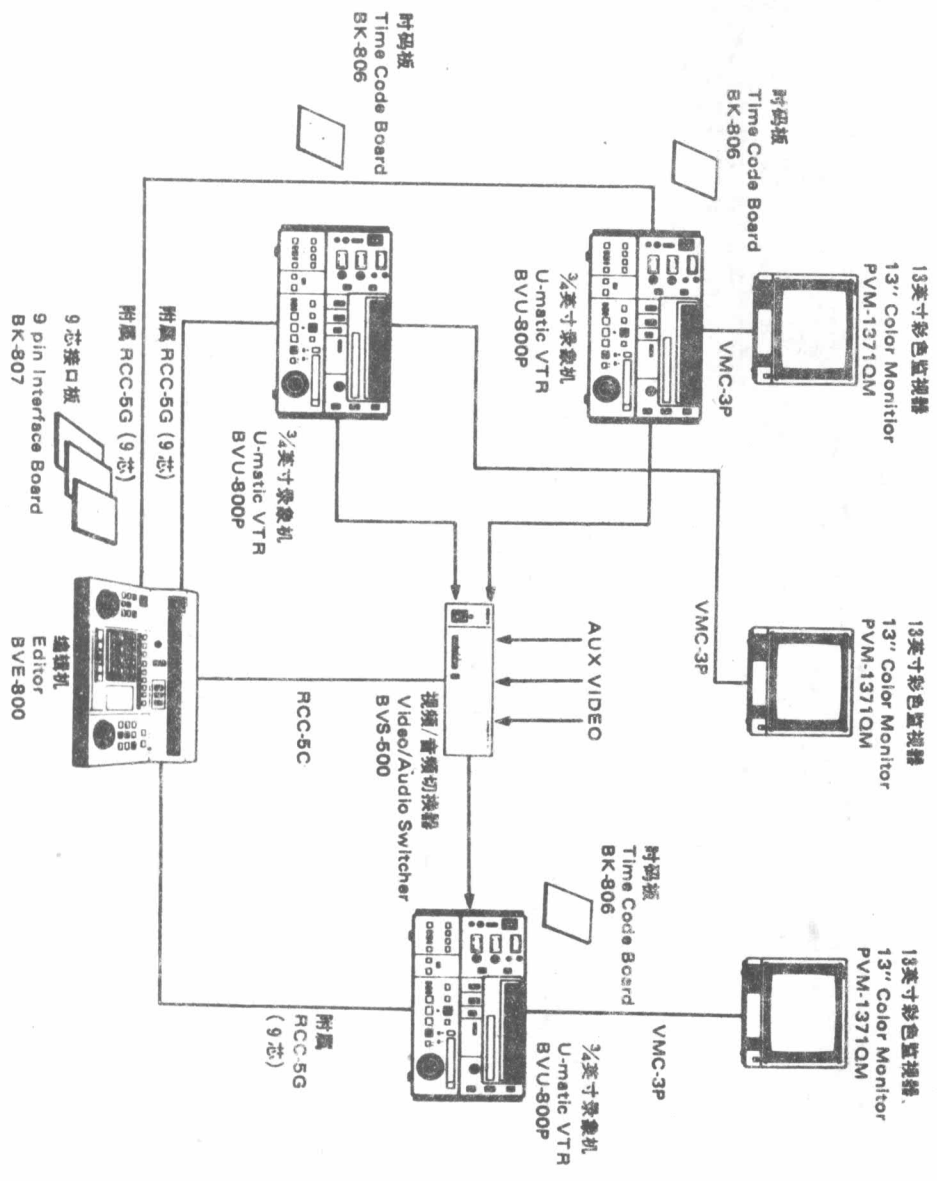 13英寸彩色监视器
13" Color Monitior
PVM-1371QM
13英寸彩色监视器
13" Color Monitor
PVM-1371QM
13英寸彩色监视器、
13" Color Monitor
PVM-1371QM
时码板
Time Code Board
BK-806
VMC-3P
VMC-3P
VMC-3P
3/4英寸录象机
U-matic VTR
BVU-800P
AUX VIDEO
时码板
Time Code Board
BK-806
3/4英寸录象机
U-matic VTR
BVU-800P
时码板
Time Code Board
BK-806
3/4英寸录象机
U-matic VTR
BVU-800P
视频/音频切换器
Video/Audio Switcher
BVS-500
附属 RCC-5G (9芯)
附属 RCC-5G (9芯)
RCC-5C
附属
RCC-5G
(9芯)
9芯接口板
9 pin Interface Board
BK-807
编辑机
Editor
BVE-800